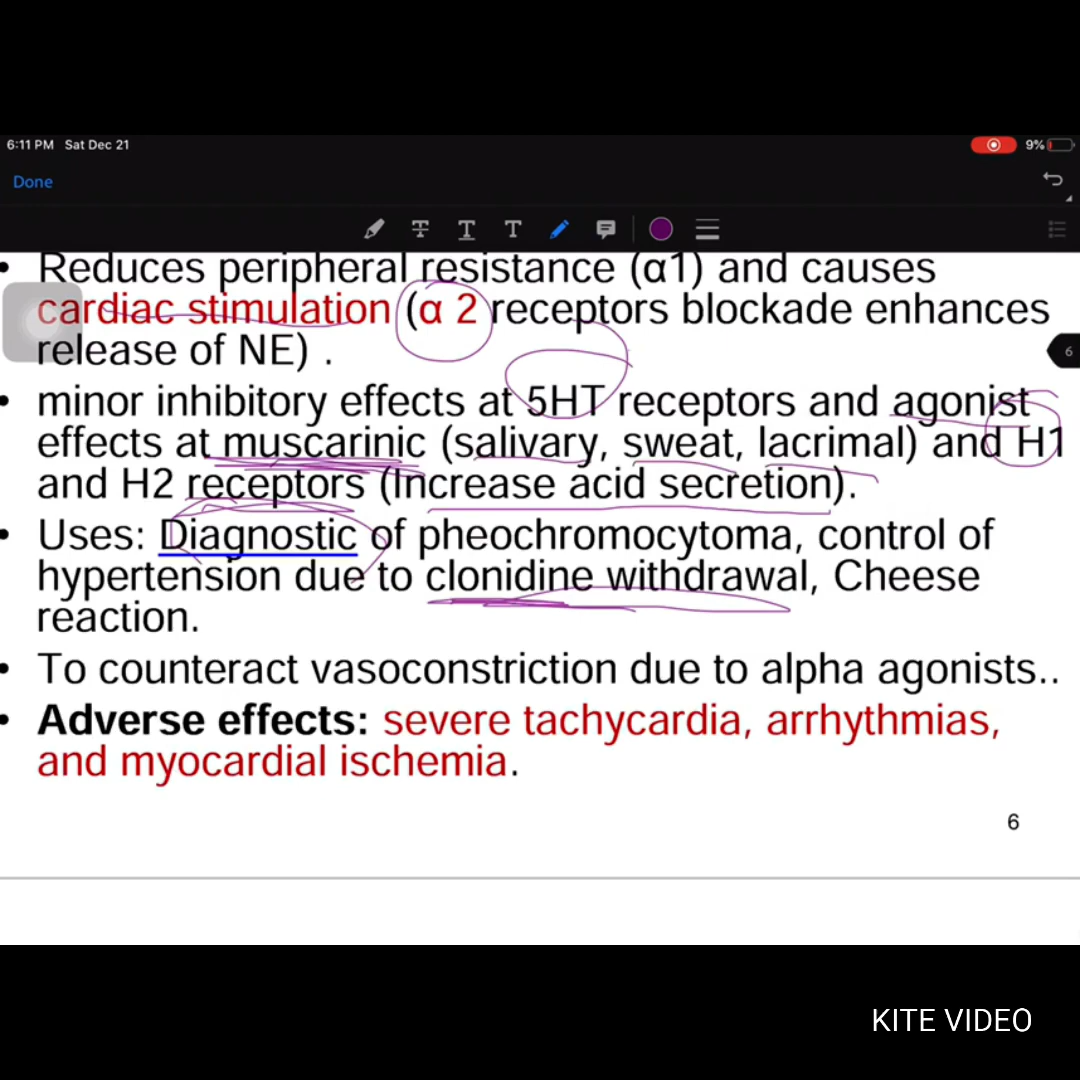 6:11 PM Sat Dec 21
9%
Done
T T T
• Reduces peripheral resistance (α1) and causes
cardiac stimulation (α 2 receptors blockade enhances
release of NE) .
6
• minor inhibitory effects at 5HT receptors and agonist
effects at muscarinic (salivary, sweat, lacrimal) and H1
and H2 receptors (Increase acid secretion).
• Uses: Diagnostic of pheochromocytoma, control of
hypertension due to clonidine withdrawal, Cheese
reaction.
• To counteract vasoconstriction due to alpha agonists..
• Adverse effects: severe tachycardia, arrhythmias,
and myocardial ischemia.
6
KITE VIDEO